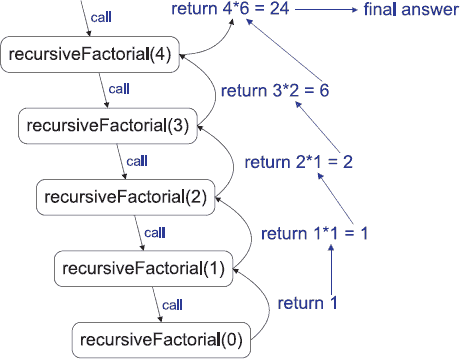 call
return 4*6 = 24
final answer
recursiveFactorial(4)
call
return 3*2 = 6
recursiveFactorial(3)
call
return 2*1 = 2
recursiveFactorial(2)
call
return 1*1 = 1
recursiveFactorial(1)
call
return 1
recursiveFactorial(0)